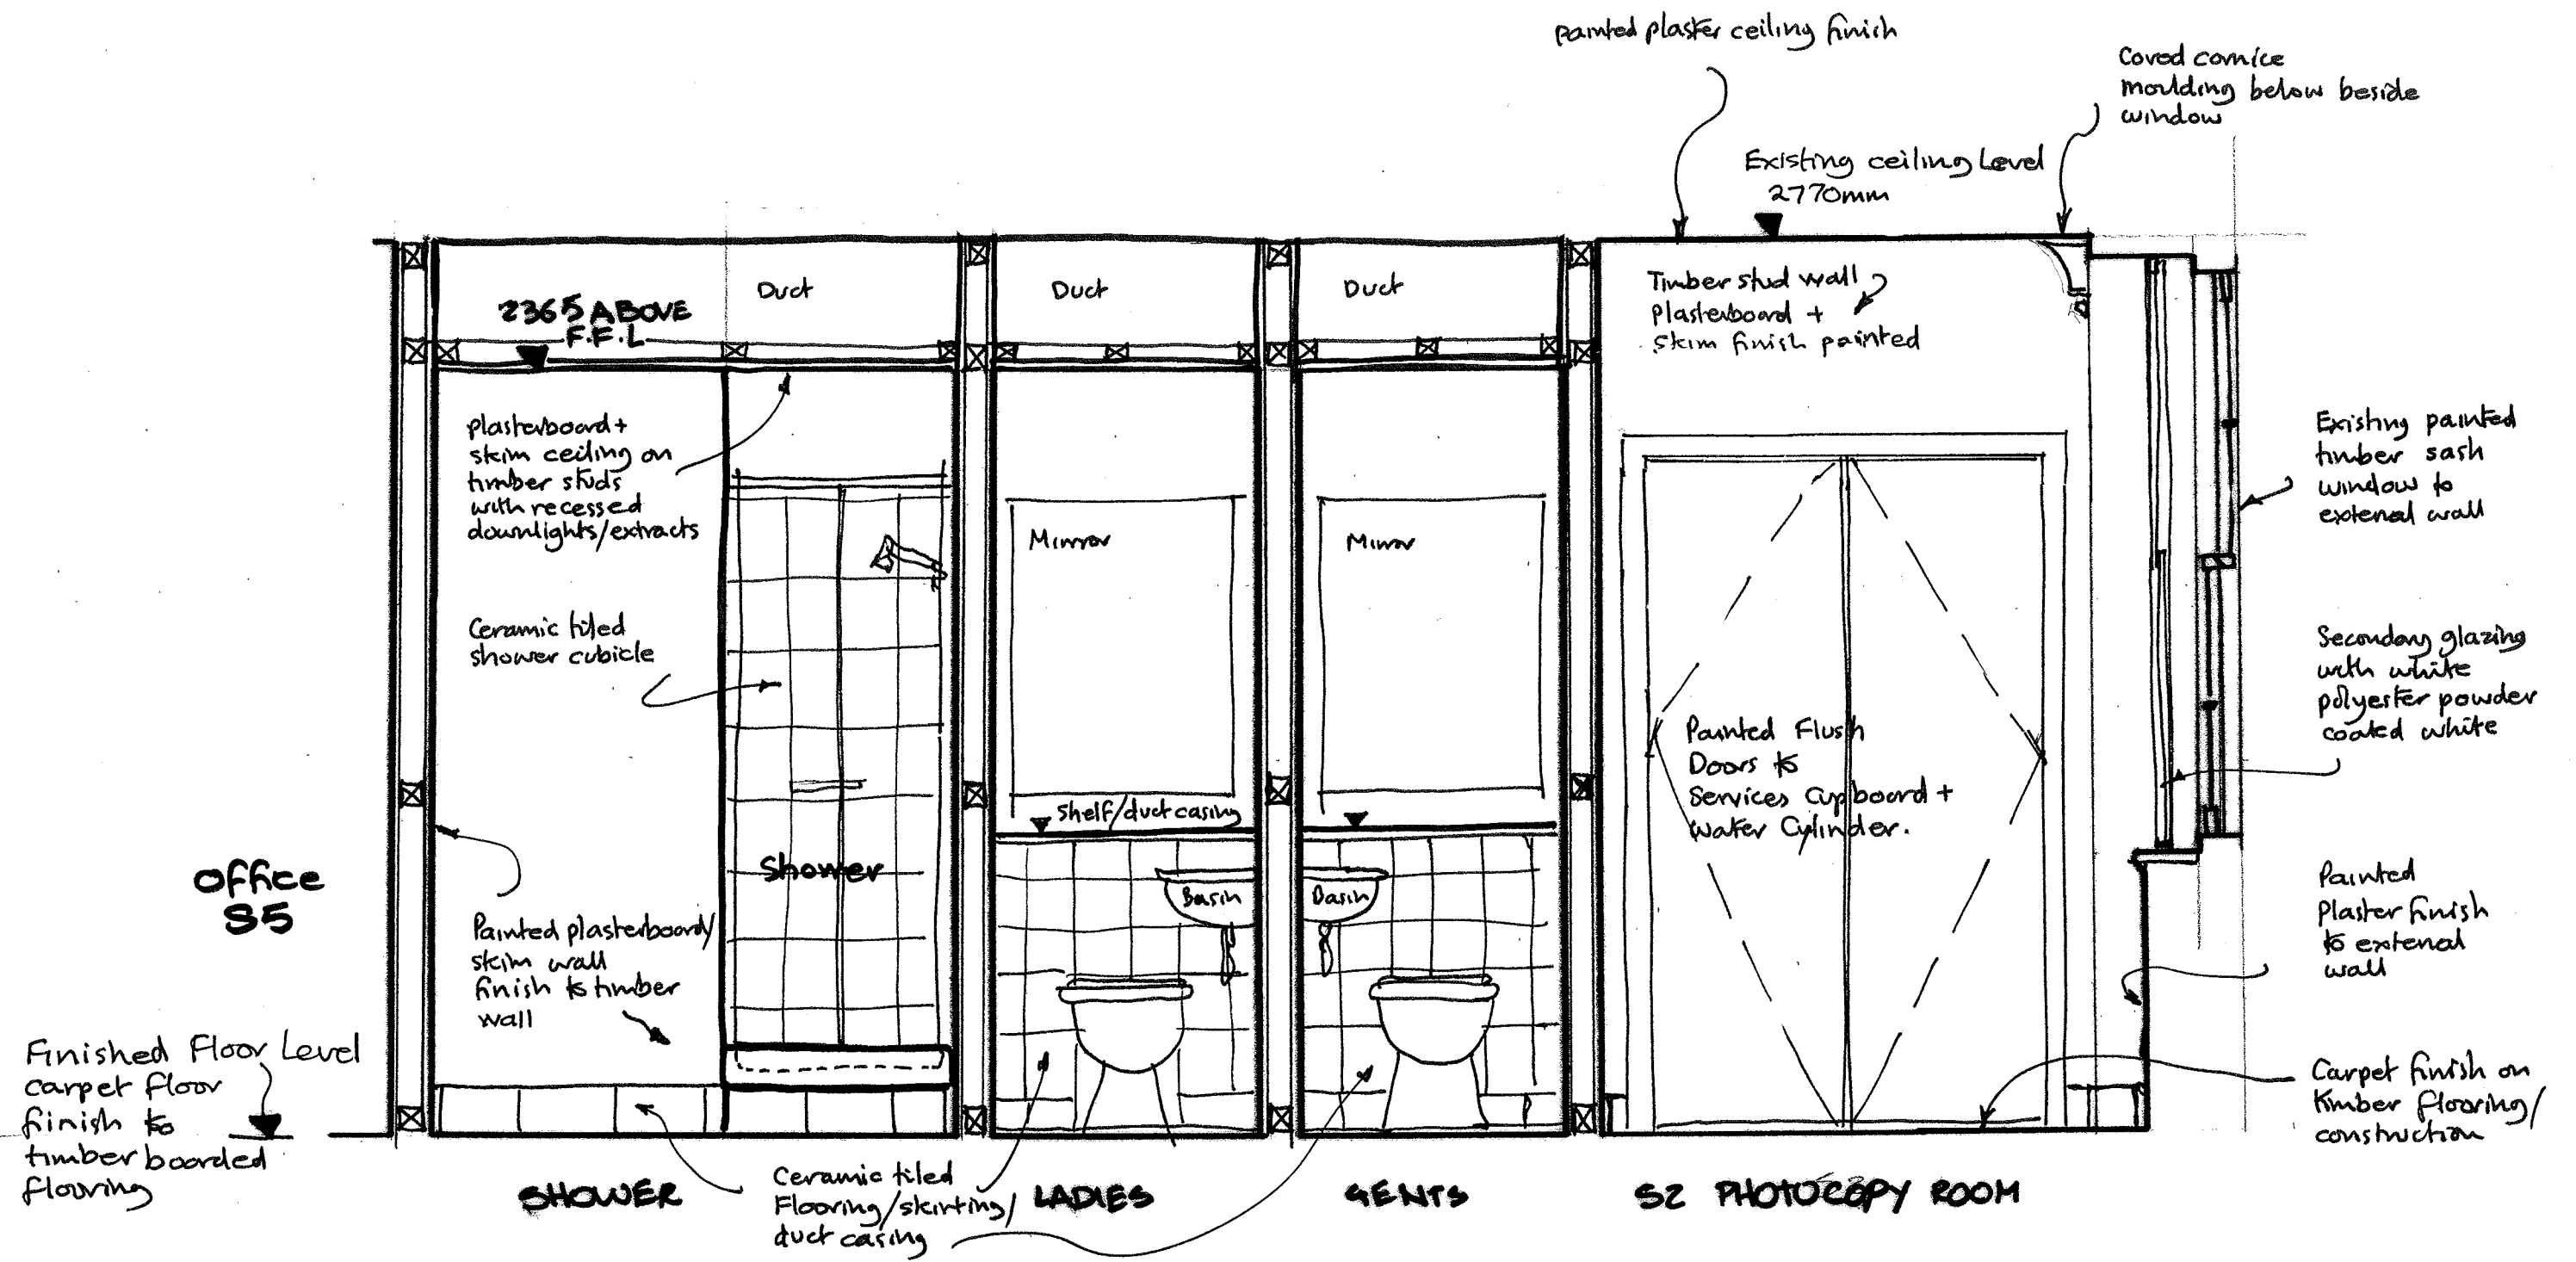 Painted plaster ceiling finish
Coved cornice
moulding below beside
window
Existing ceiling Level
2770mm
Duct
Duct
Duct
2365 ABOVE
F.F.L.
Timber stud wall
plasterboard +
skim finish painted
plasterboard +
skim ceiling on
timber studs
with recessed
downlights/extracts
Existing painted
timber sash
window to
external wall
Mirror
Mirror
Ceramic tiled
shower cubicle
Secondary glazing
with white
polyester powder
coated white
Painted Flush
Doors to
Services Cupboard +
Water Cylinder.
Shelf/duct casing
Shower
Basin
Basin
Office
S5
Painted plasterboard/
skim wall
finish to timber
wall
Painted
plaster finish
to external
wall
Finished Floor Level
carpet floor
finish to
timber boarded
flooring
Carpet finish on
timber flooring/
construction
Ceramic tiled
Flooring/skirting/
duct casing
SHOWER
LADIES
GENTS
S2 PHOTOCOPY ROOM